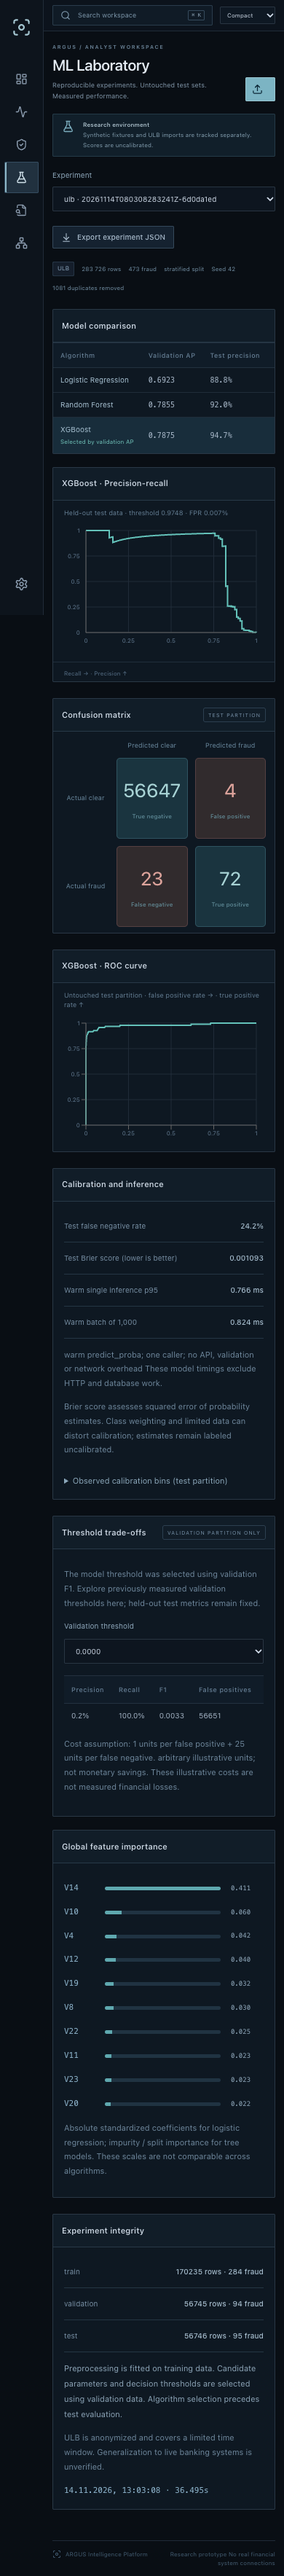 Search workspace
⌘ K
Compact
ARGUS / ANALYST WORKSPACE
ML Laboratory
Reproducible experiments. Untouched test sets.
Measured performance.
Research environment
Synthetic fixtures and ULB imports are tracked separately.
Scores are uncalibrated.
Experiment
ulb · 20261114T080308283241Z-6d0da1ed
Export experiment JSON
ULB 283 726 rows 473 fraud stratified split Seed 42
1081 duplicates removed
Model comparison
Algorithm Validation AP Test precision
Logistic Regression 0.6923 88.8%
Random Forest 0.7855 92.0%
XGBoost 0.7875 94.7%
Selected by validation AP
XGBoost · Precision-recall
Held-out test data · threshold 0.9748 · FPR 0.007%
1
0.75
0.5
0.25
0
0 0.25 0.5 0.75 1
Recall → · Precision ↑
Confusion matrix
TEST PARTITION
Predicted clear Predicted fraud
Actual clear
56647
True negative
4
False positive
Actual fraud
23
False negative
72
True positive
XGBoost · ROC curve
Untouched test partition · false positive rate → · true positive
rate ↑
1
0.75
0.5
0.25
0
0 0.25 0.5 0.75 1
Calibration and inference
Test false negative rate 24.2%
Test Brier score (lower is better) 0.001093
Warm single inference p95 0.766 ms
Warm batch of 1,000 0.824 ms
warm predict_proba; one caller; no API, validation
or network overhead These model timings exclude
HTTP and database work.
Brier score assesses squared error of probability
estimates. Class weighting and limited data can
distort calibration; estimates remain labeled
uncalibrated.
▶ Observed calibration bins (test partition)
Threshold trade-offs
VALIDATION PARTITION ONLY
The model threshold was selected using validation
F1. Explore previously measured validation
thresholds here; held-out test metrics remain fixed.
Validation threshold
0.0000
Precision Recall F1 False positives
0.2% 100.0% 0.0033 56651
Cost assumption: 1 units per false positive + 25
units per false negative. arbitrary illustrative units;
not monetary savings. These illustrative costs are
not measured financial losses.
Global feature importance
V14 0.411
V10 0.060
V4 0.042
V12 0.040
V19 0.032
V8 0.030
V22 0.025
V11 0.023
V23 0.023
V20 0.022
Absolute standardized coefficients for logistic
regression; impurity / split importance for tree
models. These scales are not comparable across
algorithms.
Experiment integrity
train 170235 rows · 284 fraud
validation 56745 rows · 94 fraud
test 56746 rows · 95 fraud
Preprocessing is fitted on training data. Candidate
parameters and decision thresholds are selected
using validation data. Algorithm selection precedes
test evaluation.
ULB is anonymized and covers a limited time
window. Generalization to live banking systems is
unverified.
14.11.2026, 13:03:08 · 36.495s
ARGUS Intelligence Platform
Research prototype No real financial
system connections